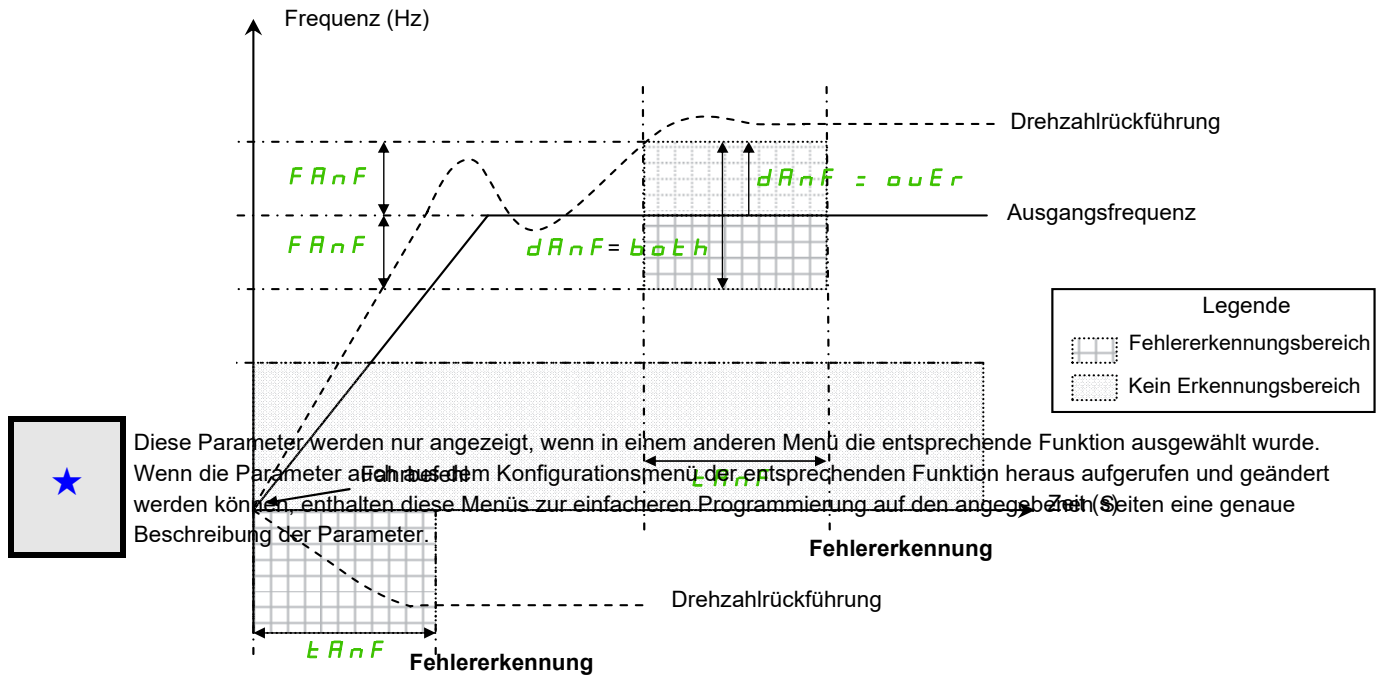 Frequenz (Hz)
Drehzahlrückführung
FAnF
dAnF = ovEr
Ausgangsfrequenz
FAnF
dAnF = both
Legende
Fehlererkennungsbereich
Kein Erkennungsbereich
Diese Parameter werden nur angezeigt, wenn in einem anderen Menü die entsprechende Funktion ausgewählt wurde.
Wenn die Parameter auch aus dem Konfigurationsmenü der entsprechenden Funktion heraus aufgerufen und geändert
werden können, enthalten diese Menüs zur einfacheren Programmierung auf den angegebenen Seiten eine genaue
Beschreibung der Parameter.
Fahrbefehl
tAnF
Zeit (s)
Fehlererkennung
Drehzahlrückführung
tAnF
Fehlererkennung